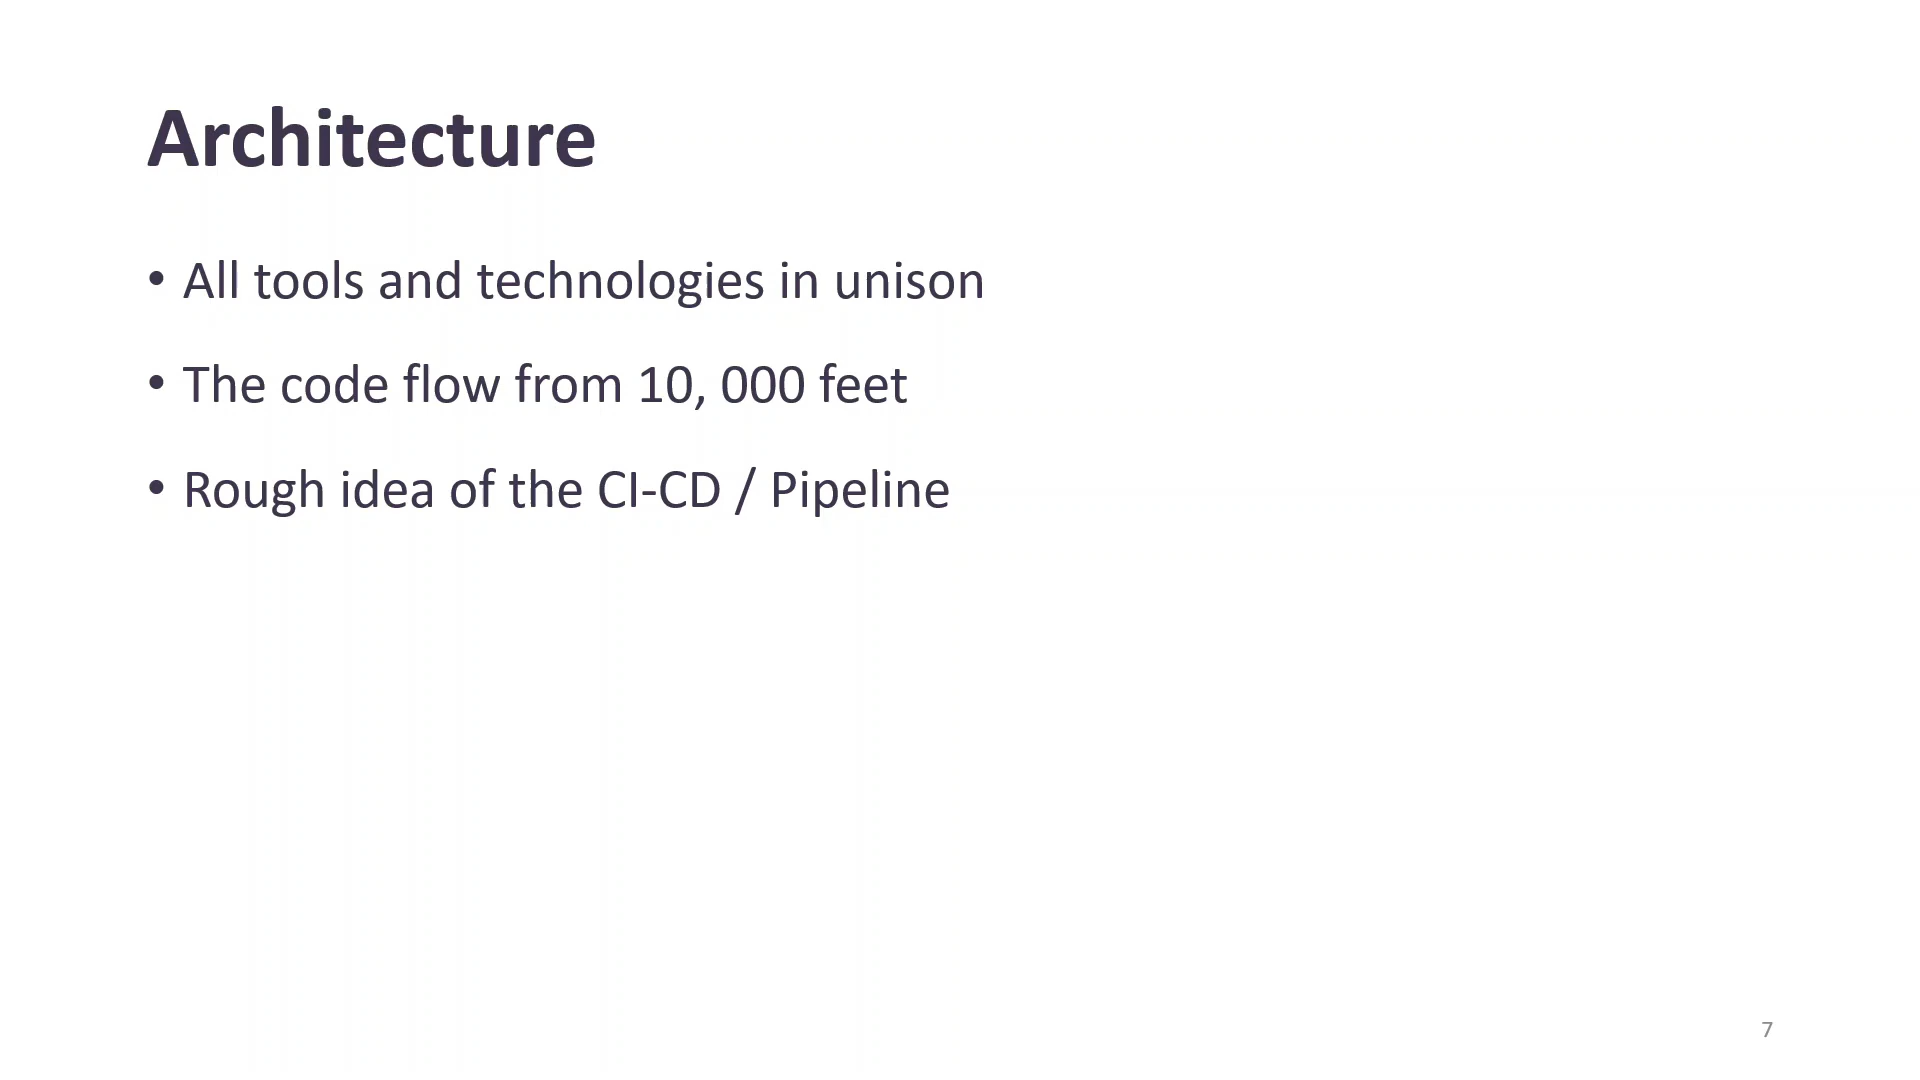 Architecture
• All tools and technologies in unison
• The code flow from 10, 000 feet
• Rough idea of the CI-CD / Pipeline
7